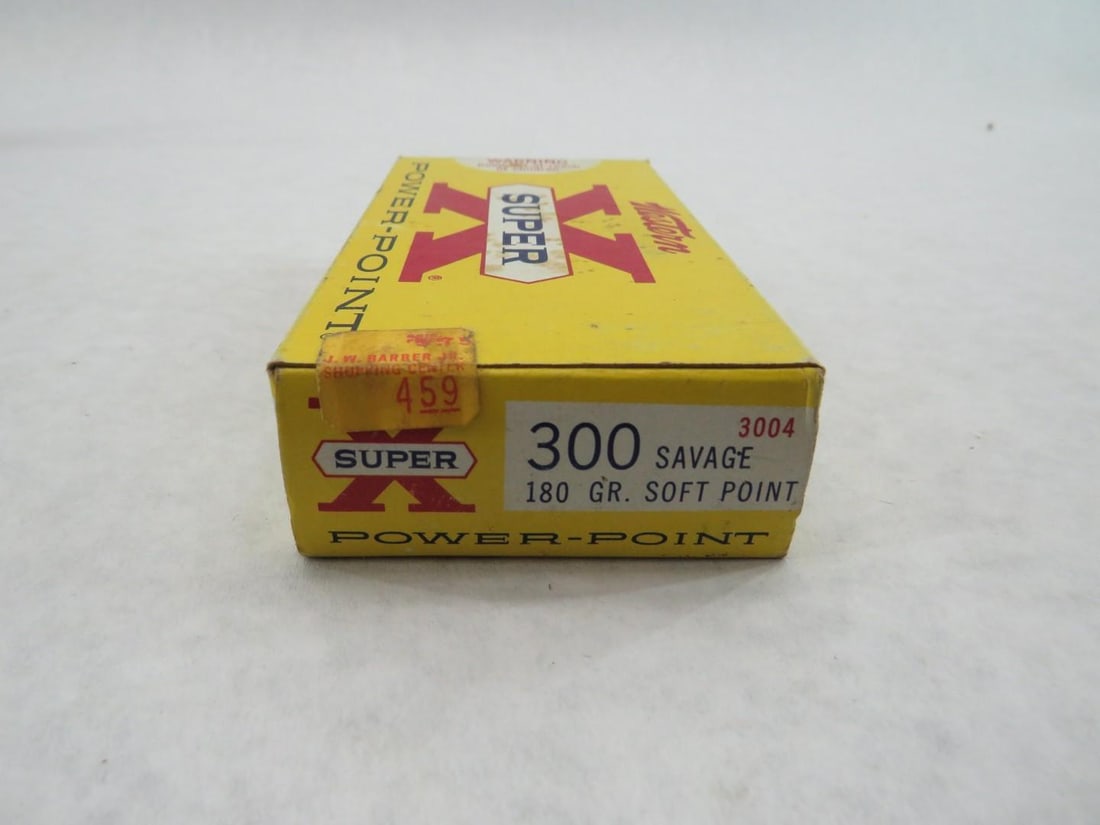 WARNING
Western
SUPER X
®
POWER-POINT
J. W. BARBER JR.
SHOPPING CENTER
459
SUPER X
300 SAVAGE
3004
180 GR. SOFT POINT
POWER-POINT